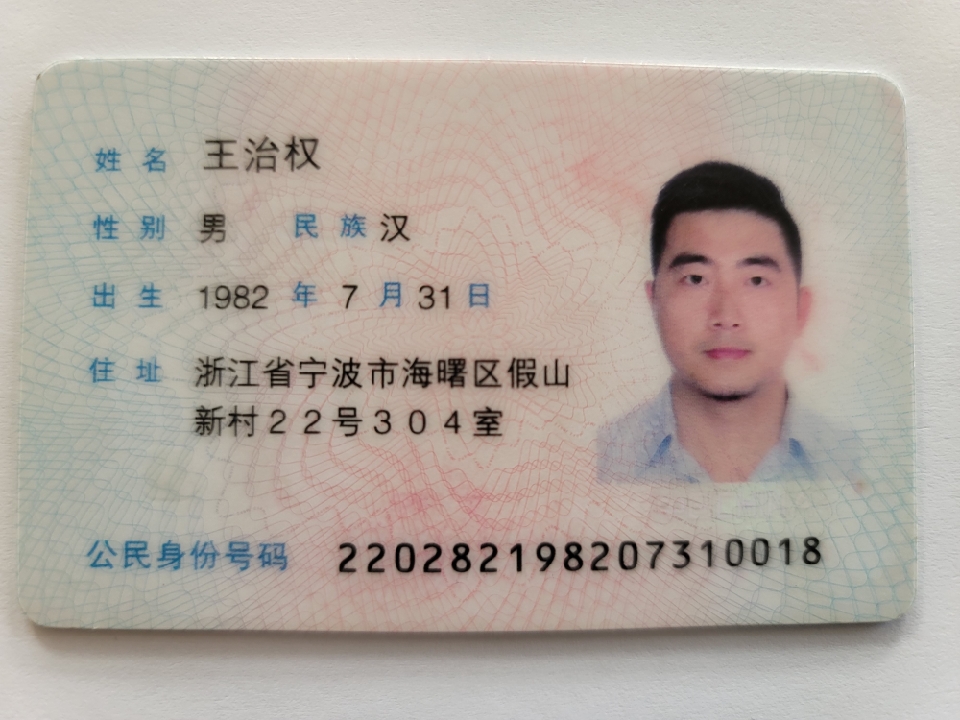 姓名 王治权
性别 男 民族 汉
出生 1982 年 7 月 31 日
住址 浙江省宁波市海曙区假山
新村22号304室
公民身份号码 220282198207310018